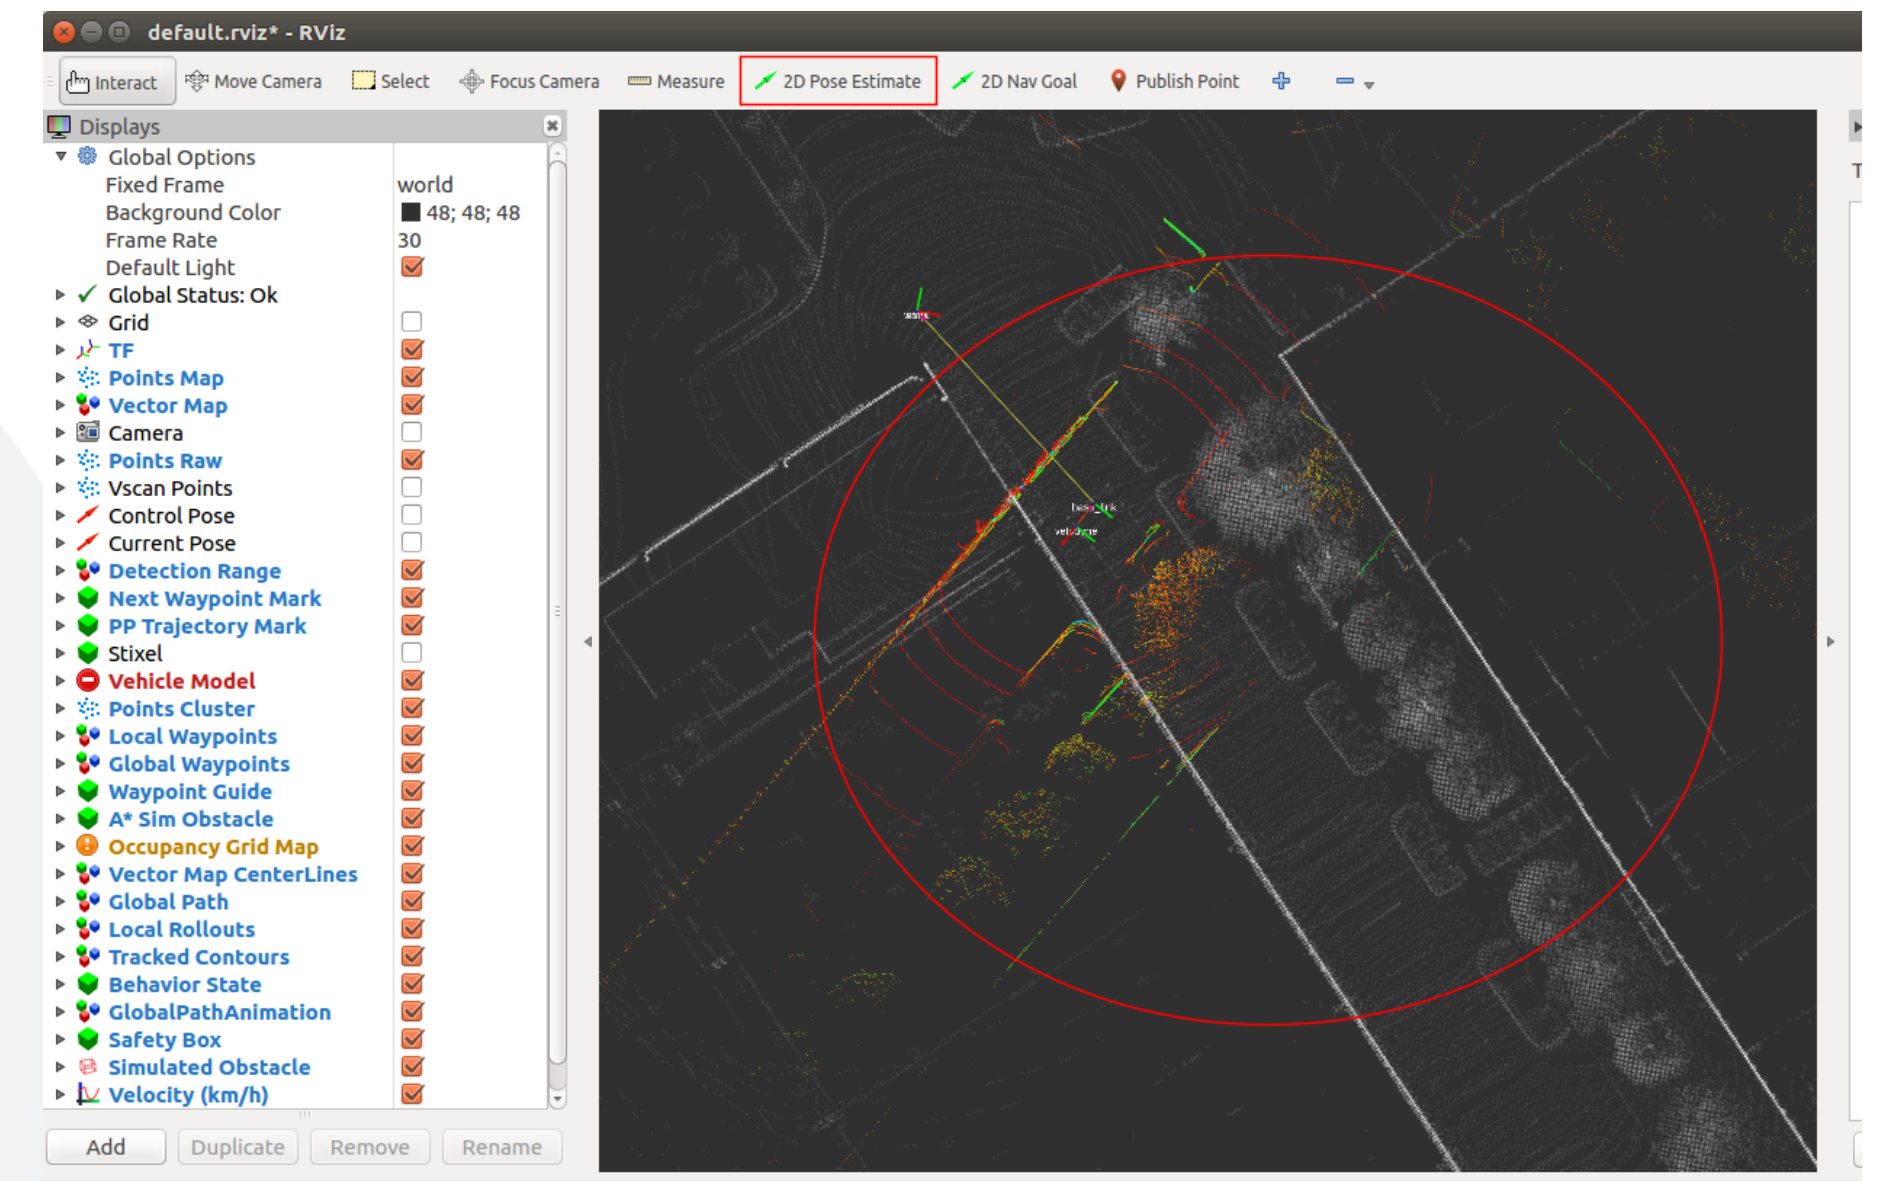 default.rviz* - RViz
Interact Move Camera Select Focus Camera Measure 2D Pose Estimate 2D Nav Goal Publish Point
Displays
Global Options
Fixed Frame world
Background Color 48; 48; 48
Frame Rate 30
Default Light
Global Status: Ok
Grid
TF
Points Map
Vector Map
Camera
Points Raw
Vscan Points
Control Pose
Current Pose
Detection Range
Next Waypoint Mark
PP Trajectory Mark
Stixel
Vehicle Model
Points Cluster
Local Waypoints
Global Waypoints
Waypoint Guide
A* Sim Obstacle
Occupancy Grid Map
Vector Map CenterLines
Global Path
Local Rollouts
Tracked Contours
Behavior State
GlobalPathAnimation
Safety Box
Simulated Obstacle
Velocity (km/h)
Add Duplicate Remove Rename
base_link
velodyne
T